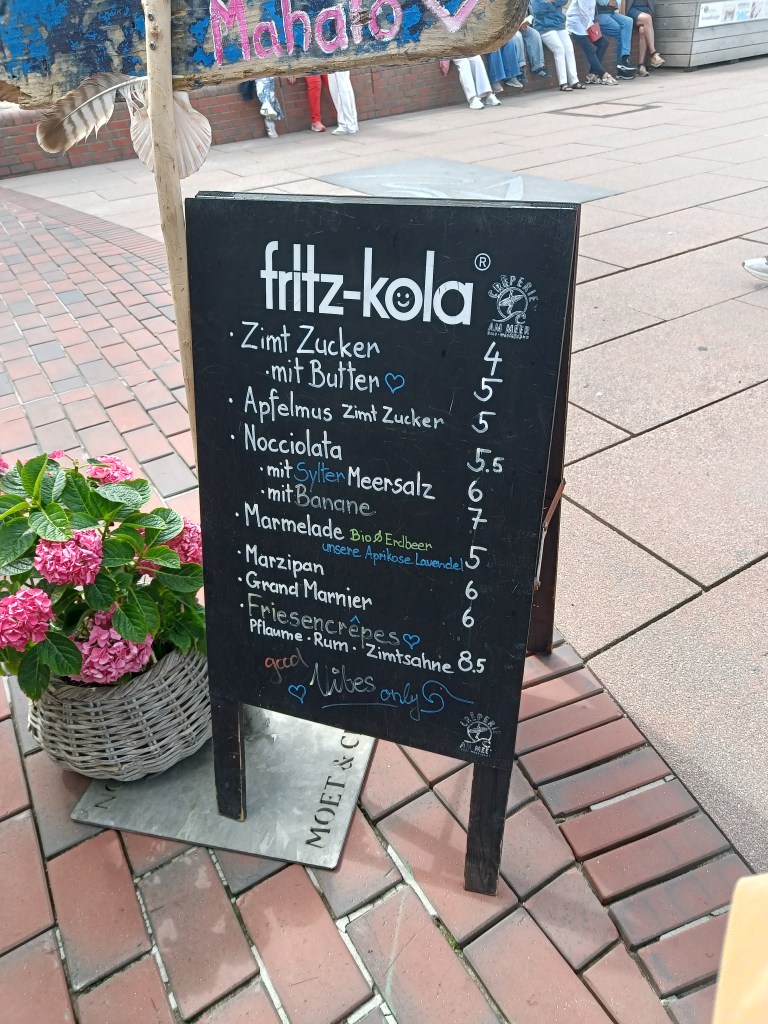 Mahalo
fritz-kola®
CRÊPERIE
AM MEER
· Zimt Zucker 4
· mit Butter 5
· Apfelmus Zimt Zucker 5
· Nocciolata 5.5
· mit Sylter Meersalz 6
· mit Banane 7
· Marmelade Bio Erdbeer
unsere Aprikose Lavendel 5
· Marzipan 6
· Grand Marnier 6
· Friesencrêpes
Pflaume · Rum · Zimtsahne 8.5
good
Vibes only
CRÊPERIE
AM MEER
MOET & C